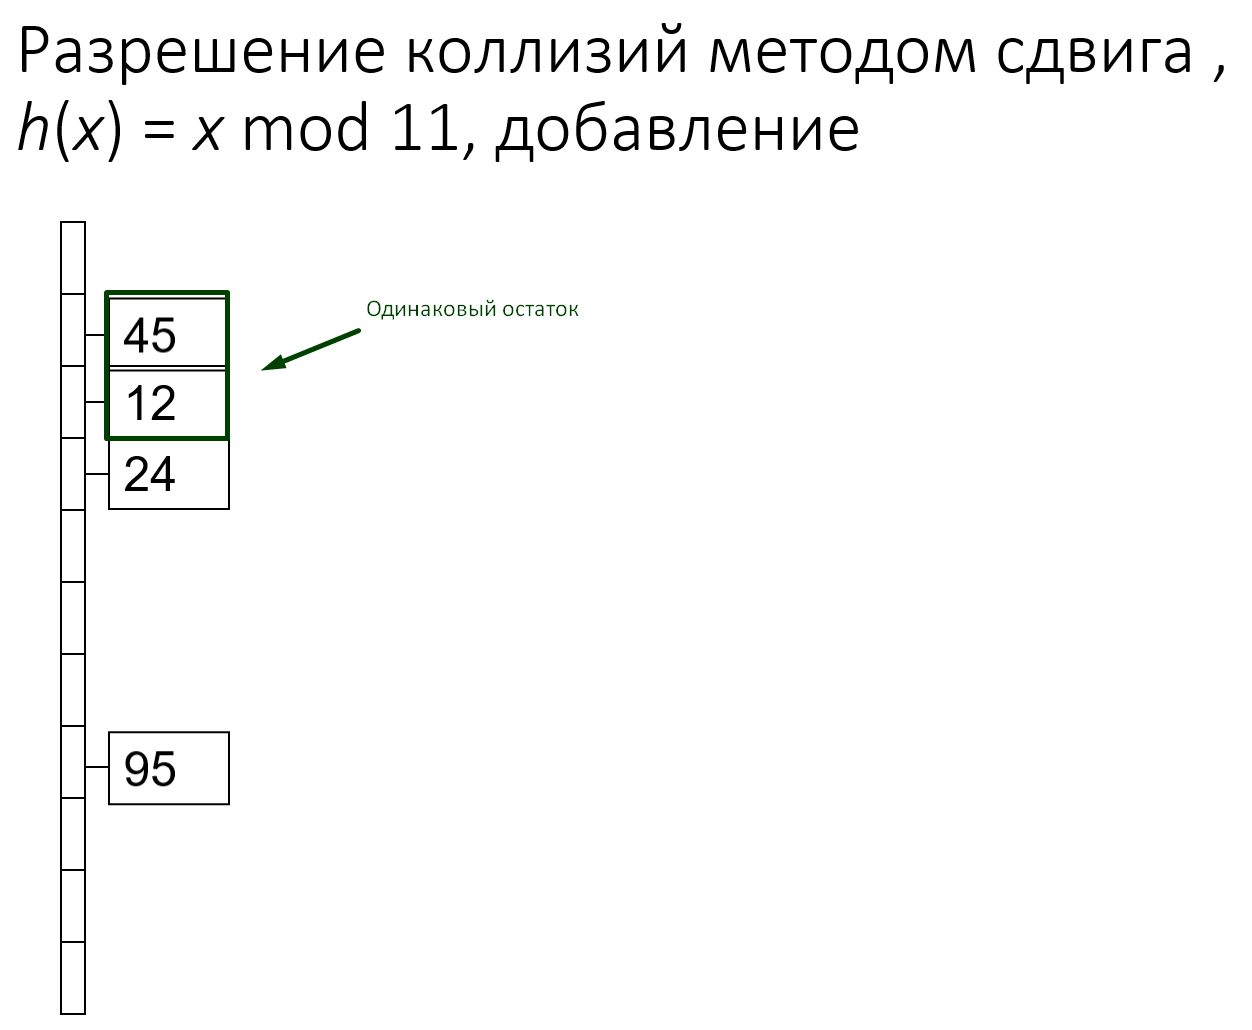 Разрешение коллизий методом сдвига ,
h(x) = x mod 11, добавление
Одинаковый остаток
45
12
24
95